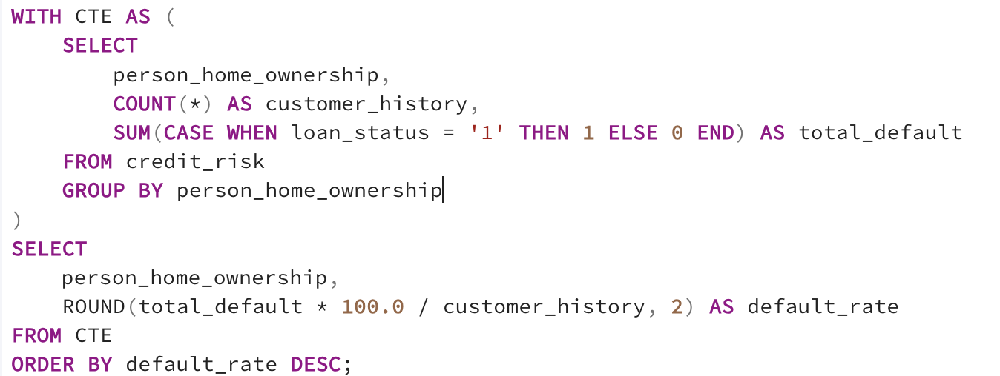 WITH CTE AS (
    SELECT
        person_home_ownership,
        COUNT(*) AS customer_history,
        SUM(CASE WHEN loan_status = '1' THEN 1 ELSE 0 END) AS total_default
    FROM credit_risk
    GROUP BY person_home_ownership
)
SELECT
    person_home_ownership,
    ROUND(total_default * 100.0 / customer_history, 2) AS default_rate
FROM CTE
ORDER BY default_rate DESC;